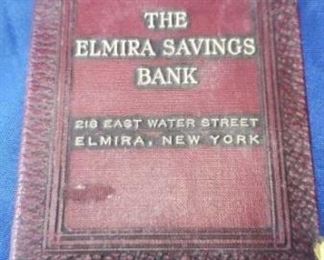 THE
ELMIRA SAVINGS
BANK
218 EAST WATER STREET
ELMIRA, NEW YORK